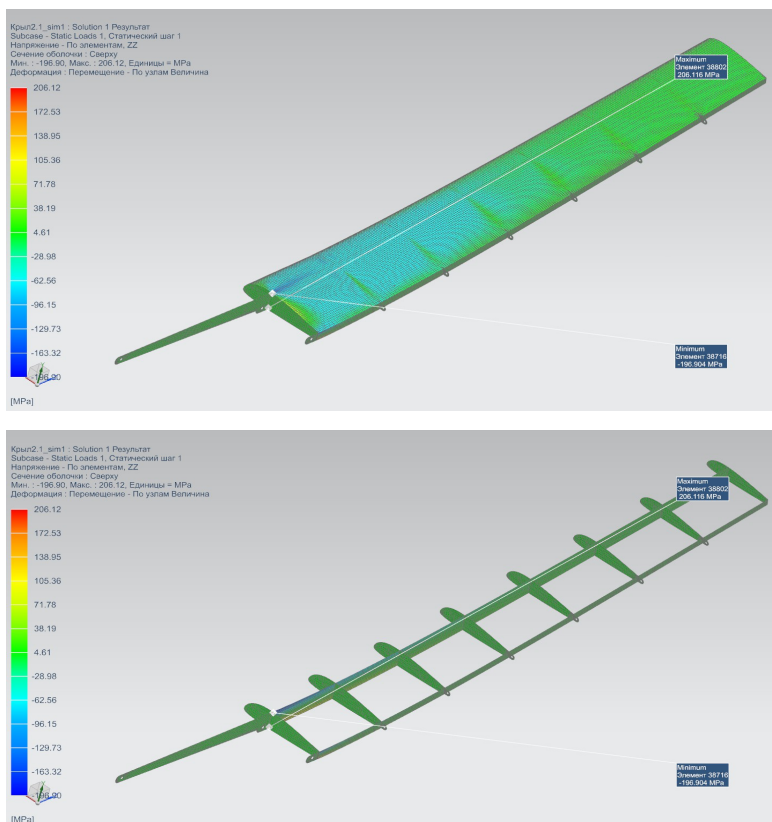 Крыл2.1_sim1 : Solution 1 Результат
Subcase - Static Loads 1, Статический шаг 1
Напряжение - По элементам, ZZ
Сечение оболочки : Сверху
Мин. : -196.90, Макс. : 206.12, Единицы = MPa
Деформация : Перемещение - По узлам Величина
206.12
172.53
138.95
105.36
71.78
38.19
4.61
-28.98
-62.56
-96.15
-129.73
-163.32
-196.90
[MPa]
Maximum
Элемент 38802
206.116 MPa
Minimum
Элемент 38716
-196.904 MPa
Крыл2.1_sim1 : Solution 1 Результат
Subcase - Static Loads 1, Статический шаг 1
Напряжение - По элементам, ZZ
Сечение оболочки : Сверху
Мин. : -196.90, Макс. : 206.12, Единицы = MPa
Деформация : Перемещение - По узлам Величина
206.12
172.53
138.95
105.36
71.78
38.19
4.61
-28.98
-62.56
-96.15
-129.73
-163.32
-196.90
[MPa]
Maximum
Элемент 38802
206.116 MPa
Minimum
Элемент 38716
-196.904 MPa